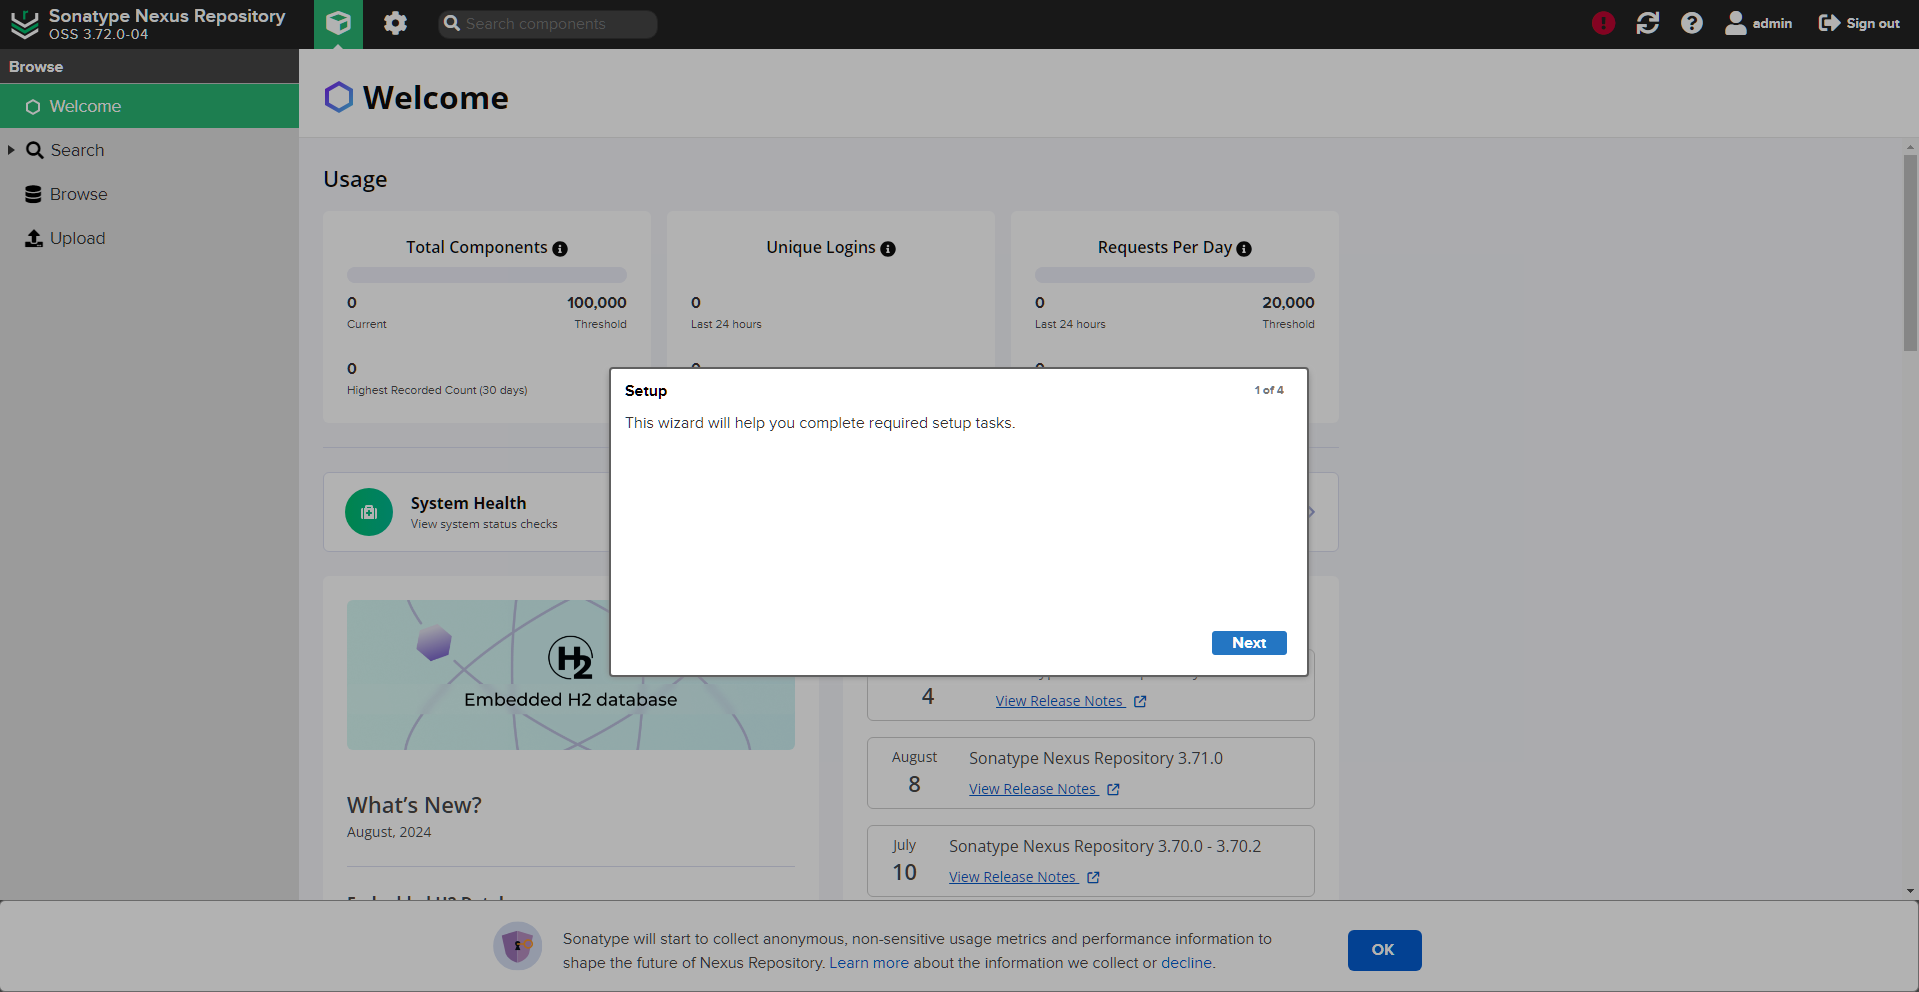 Sonatype Nexus Repository
OSS 3.72.0-04
Search components
admin
Sign out
Browse
Welcome
Search
Browse
Upload
Welcome
Usage
Total Components
0
100,000
Current
Threshold
0
Highest Recorded Count (30 days)
Unique Logins
0
Last 24 hours
Requests Per Day
0
20,000
Last 24 hours
Threshold
Setup
1 of 4
This wizard will help you complete required setup tasks.
Next
System Health
View system status checks
H2
Embedded H2 database
What's New?
August, 2024
4
View Release Notes
August
8
Sonatype Nexus Repository 3.71.0
View Release Notes
July
10
Sonatype Nexus Repository 3.70.0 - 3.70.2
View Release Notes
Sonatype will start to collect anonymous, non-sensitive usage metrics and performance information to
shape the future of Nexus Repository. Learn more about the information we collect or decline.
OK